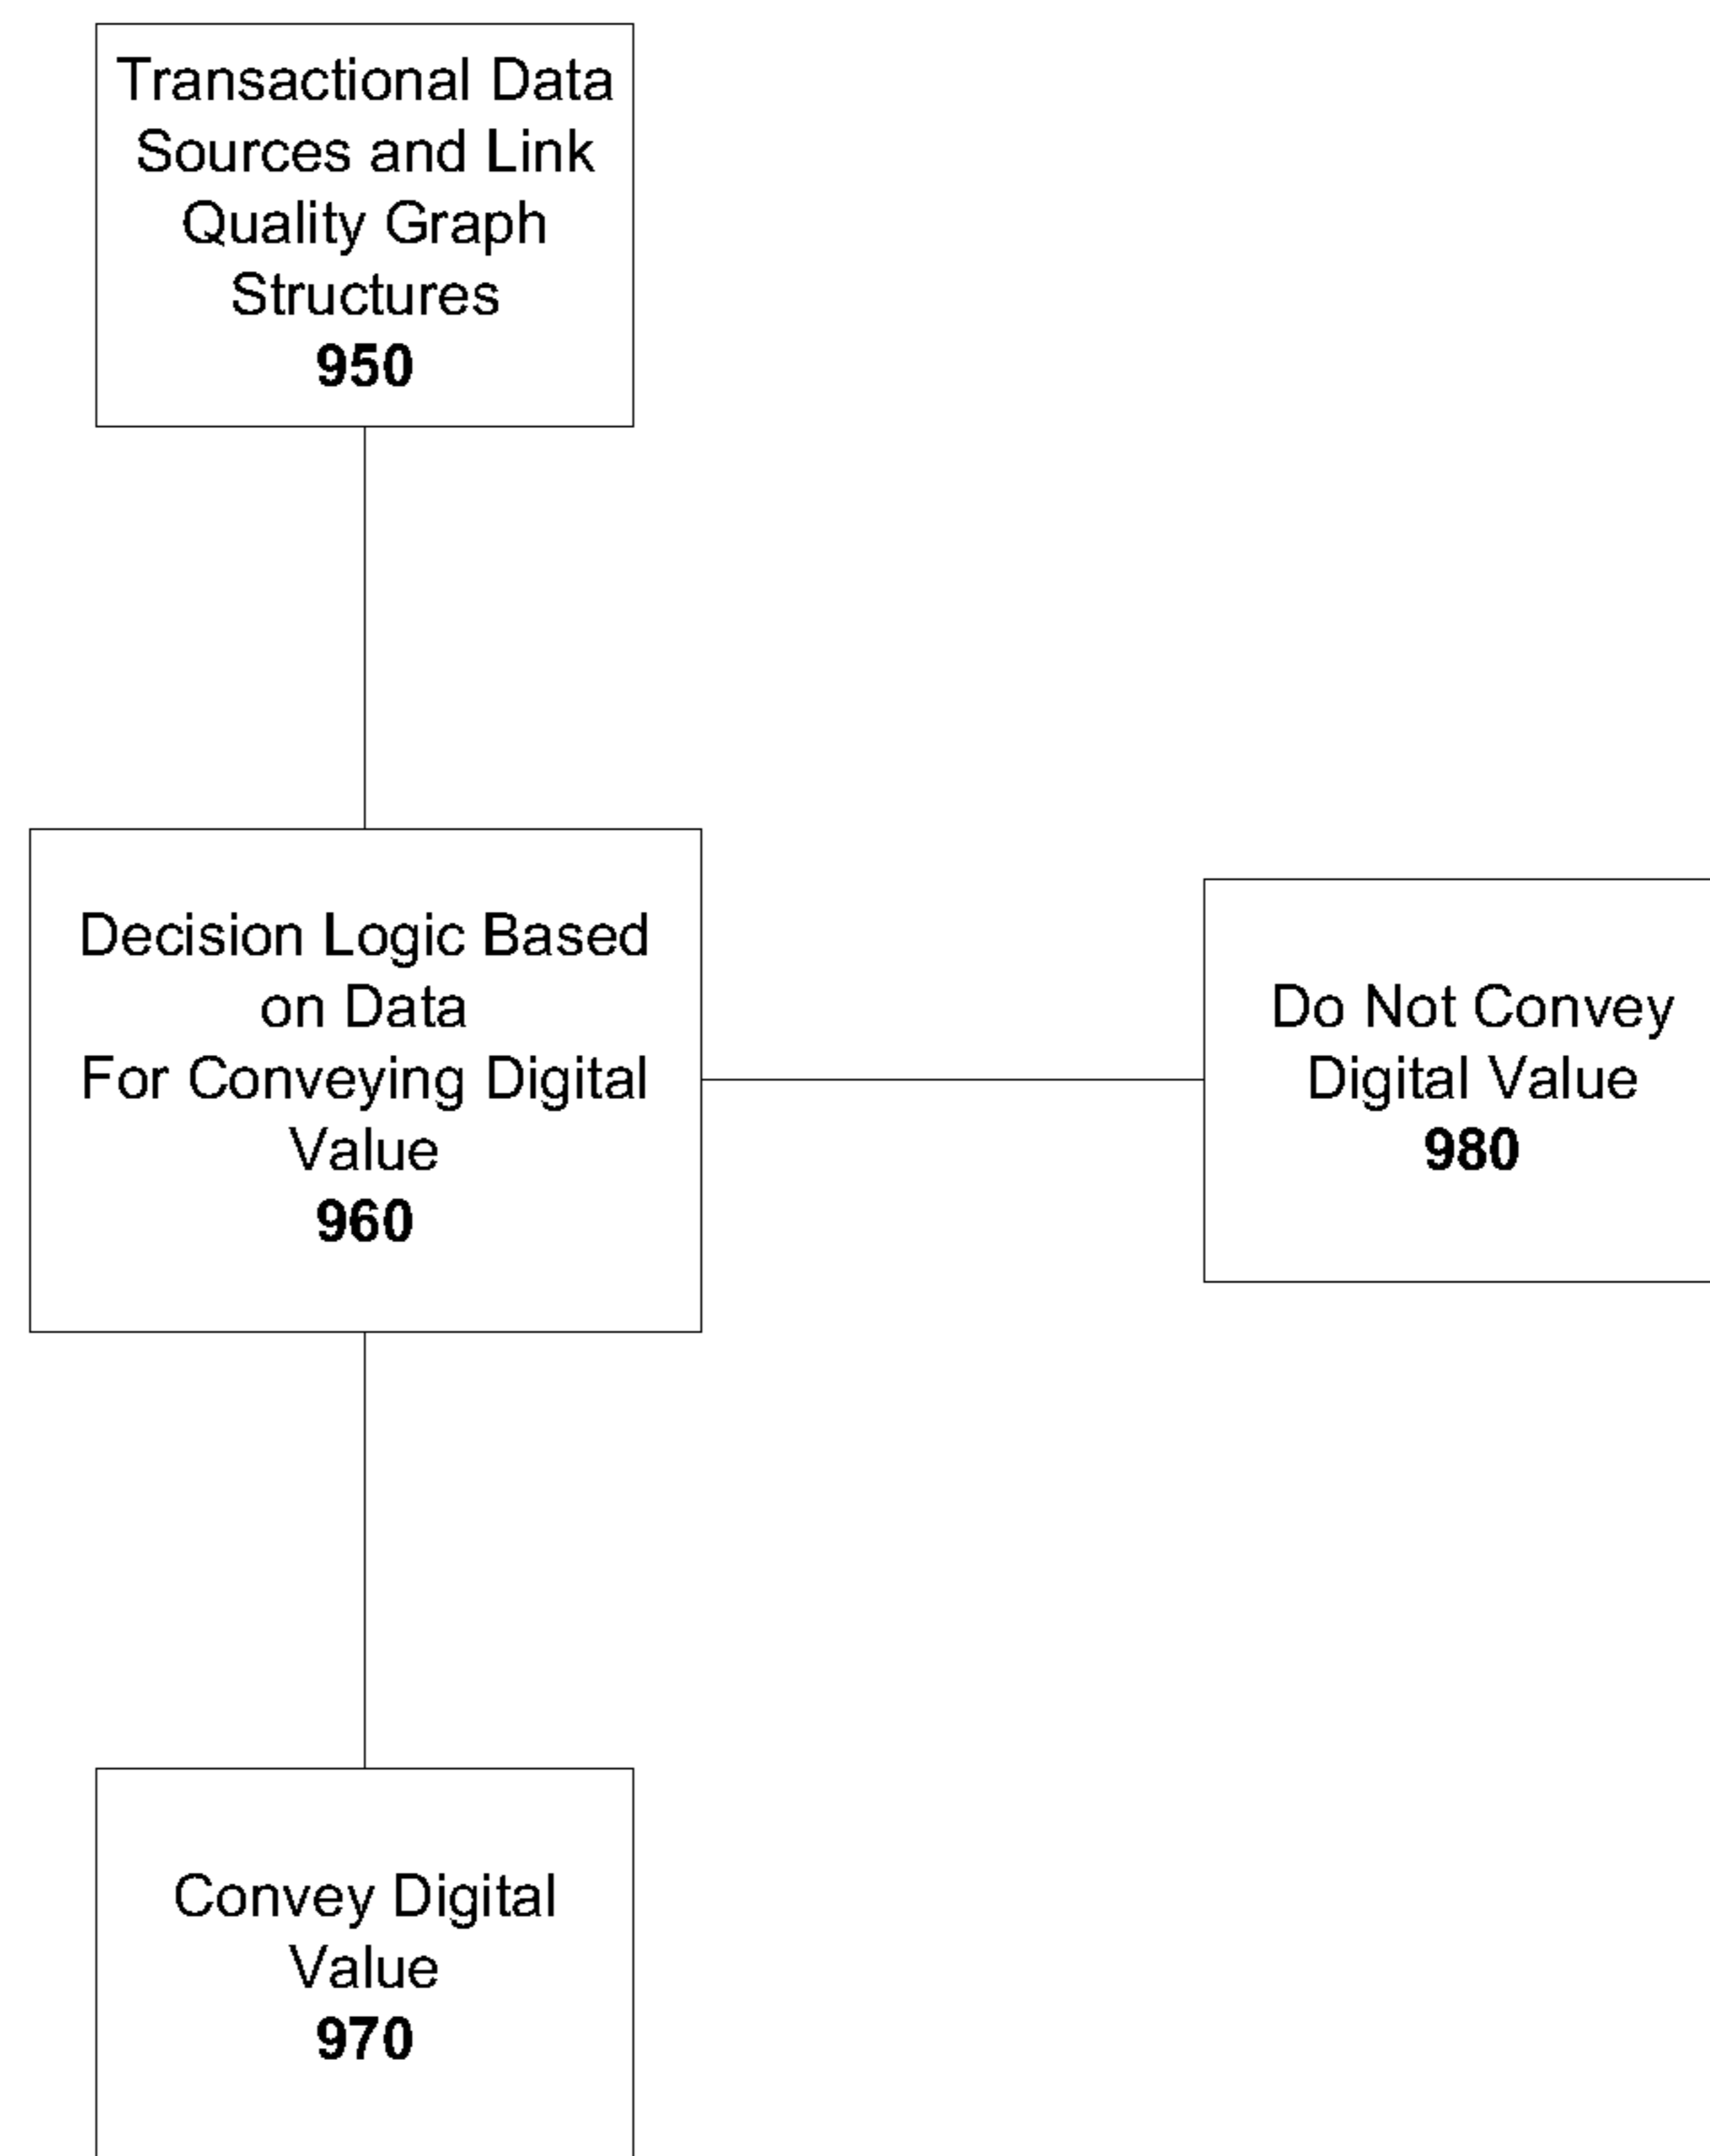 Transactional Data
Sources and Link
Quality Graph
Structures
950
Decision Logic Based
on Data
For Conveying Digital
Value
960
Do Not Convey
Digital Value
980
Convey Digital
Value
970